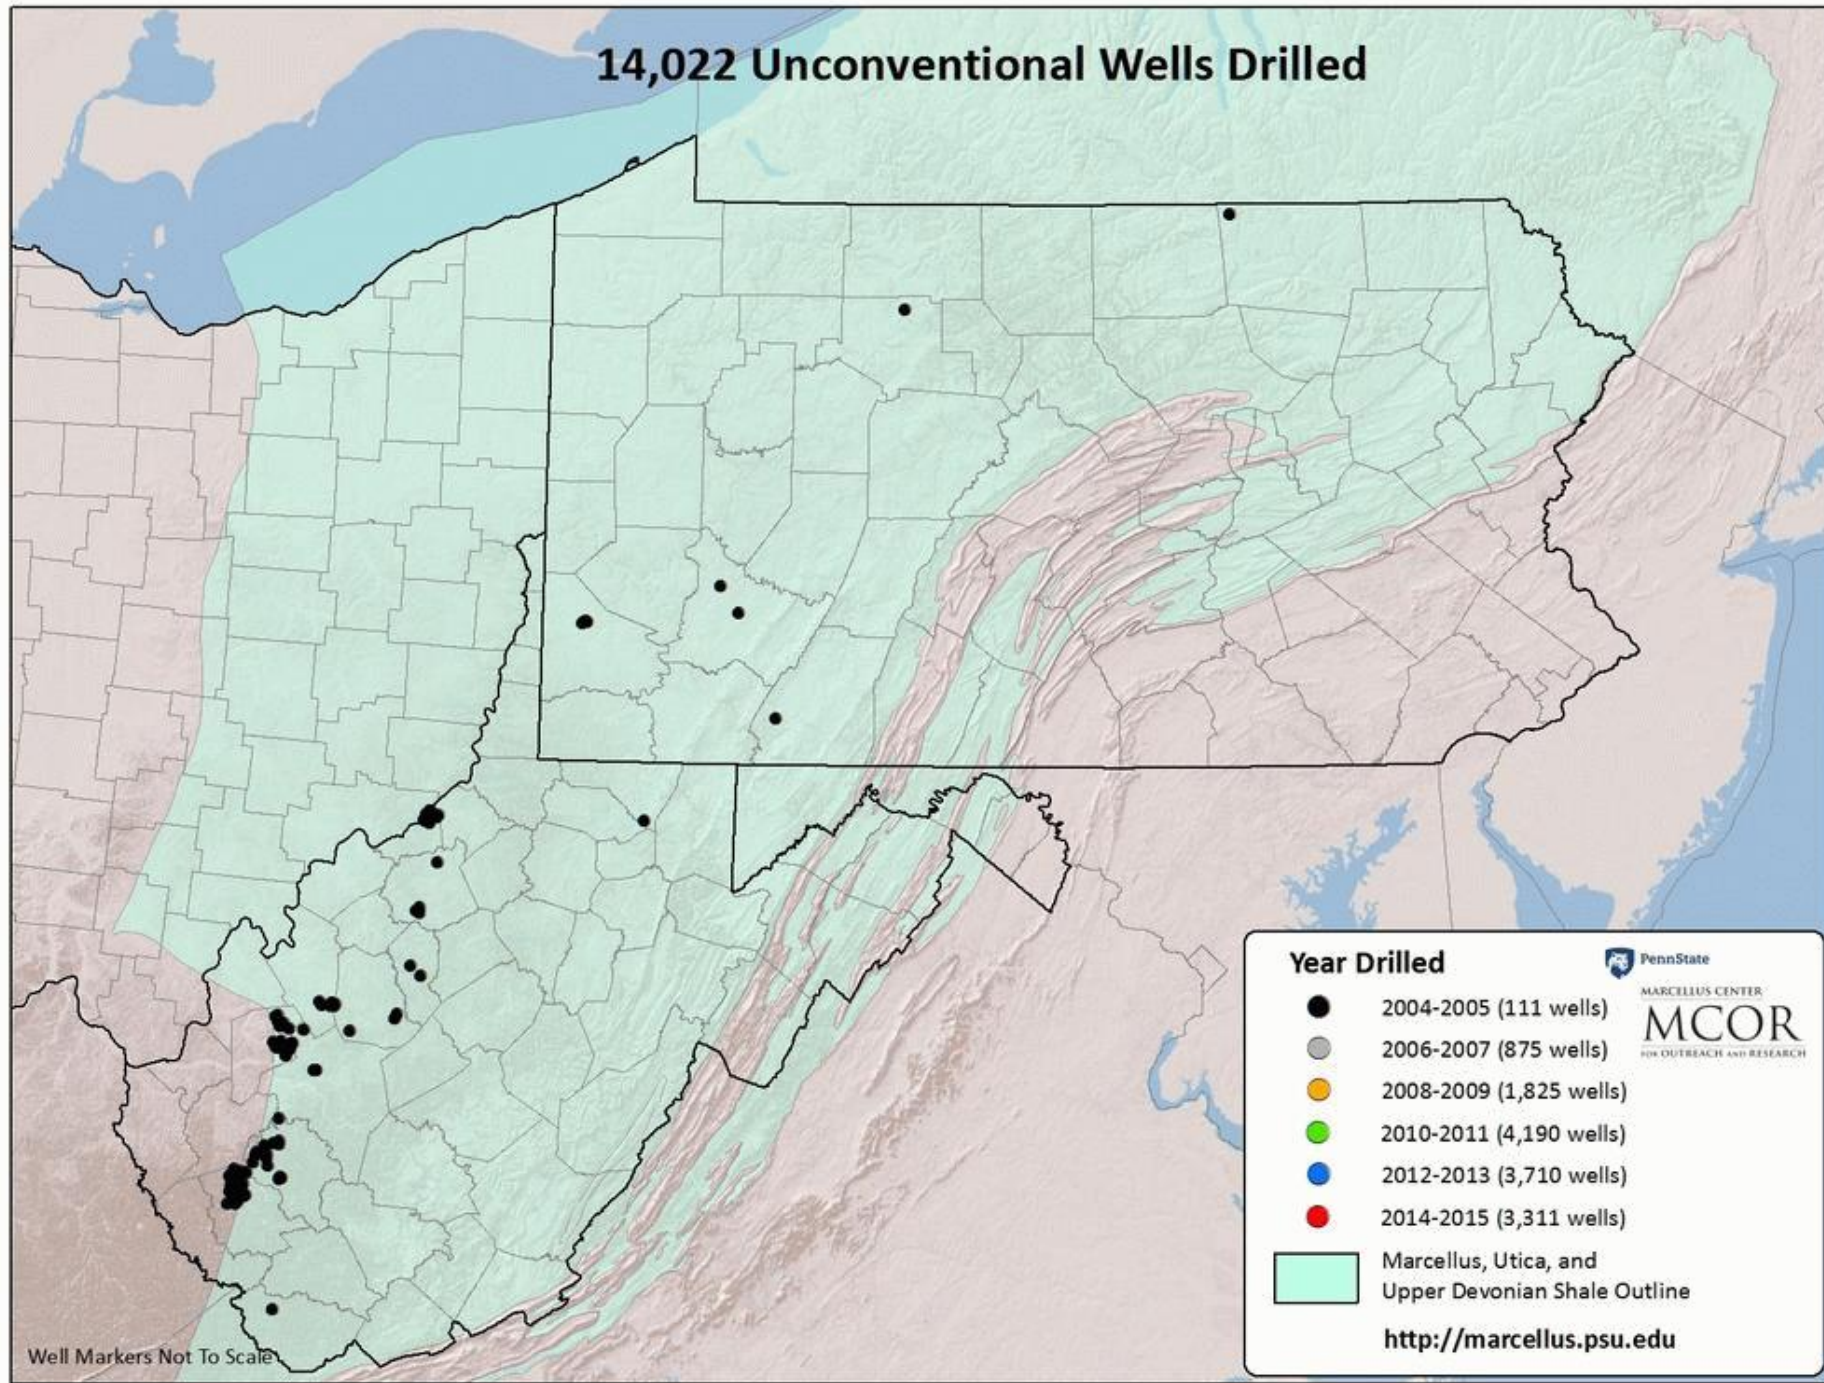 14,022 Unconventional Wells Drilled
Year Drilled
PennState
MARCELLUS CENTER
MCOR
FOR OUTREACH AND RESEARCH
2004-2005 (111 wells)
2006-2007 (875 wells)
2008-2009 (1,825 wells)
2010-2011 (4,190 wells)
2012-2013 (3,710 wells)
2014-2015 (3,311 wells)
Marcellus, Utica, and
Upper Devonian Shale Outline
http://marcellus.psu.edu
Well Markers Not To Scale